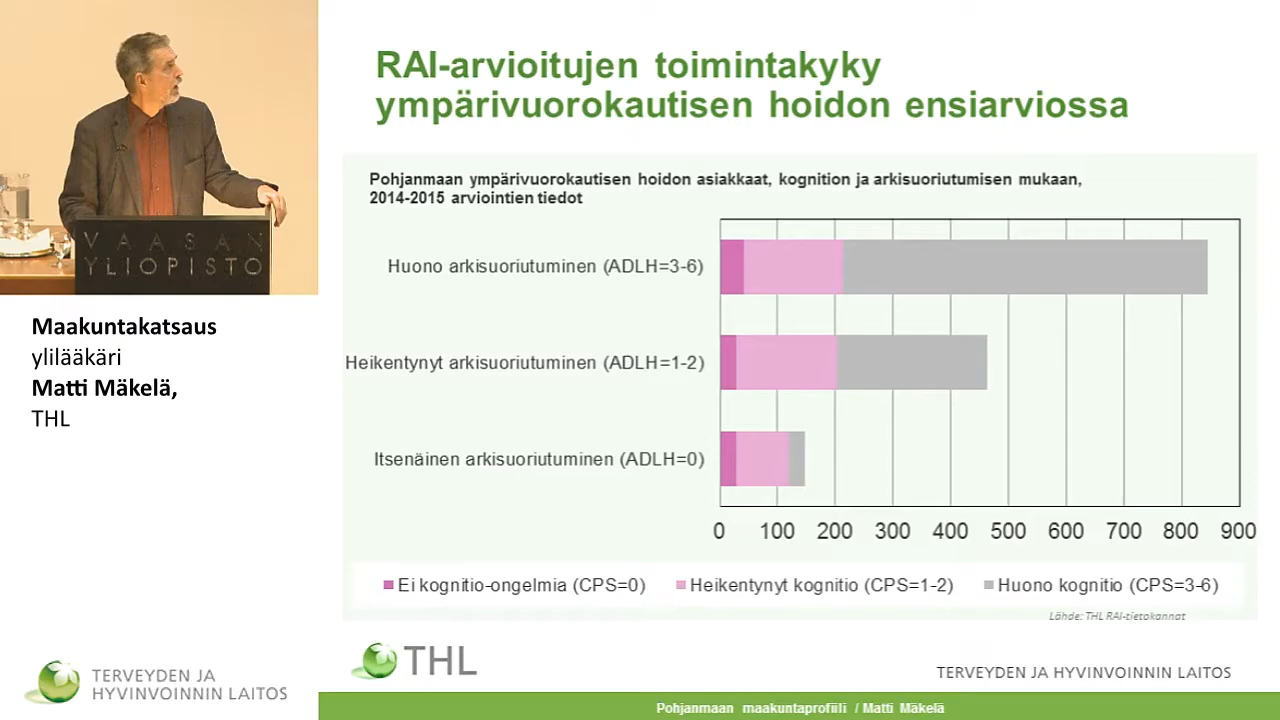 RAI-arvioitujen toimintakyky
ympärivuorokautisen hoidon ensiarviossa
Pohjanmaan ympärivuorokautisen hoidon asiakkaat, kognition ja arkisuoriutumisen mukaan,
2014-2015 arviointien tiedot
Huono arkisuoriutuminen (ADLH=3-6)
Heikentynyt arkisuoriutuminen (ADLH=1-2)
Itsenäinen arkisuoriutuminen (ADLH=0)
0 100 200 300 400 500 600 700 800 900
Ei kognitio-ongelmia (CPS=0) Heikentynyt kognitio (CPS=1-2) Huono kognitio (CPS=3-6)
Lähde: THL RAI-tietokannat
VAASAN
YLIOPISTO
Maakuntakatsaus
ylilääkäri
Matti Mäkelä,
THL
TERVEYDEN JA
HYVINVOINNIN LAITOS
THL
TERVEYDEN JA HYVINVOINNIN LAITOS
Pohjanmaan maakuntaprofiili / Matti Mäkelä